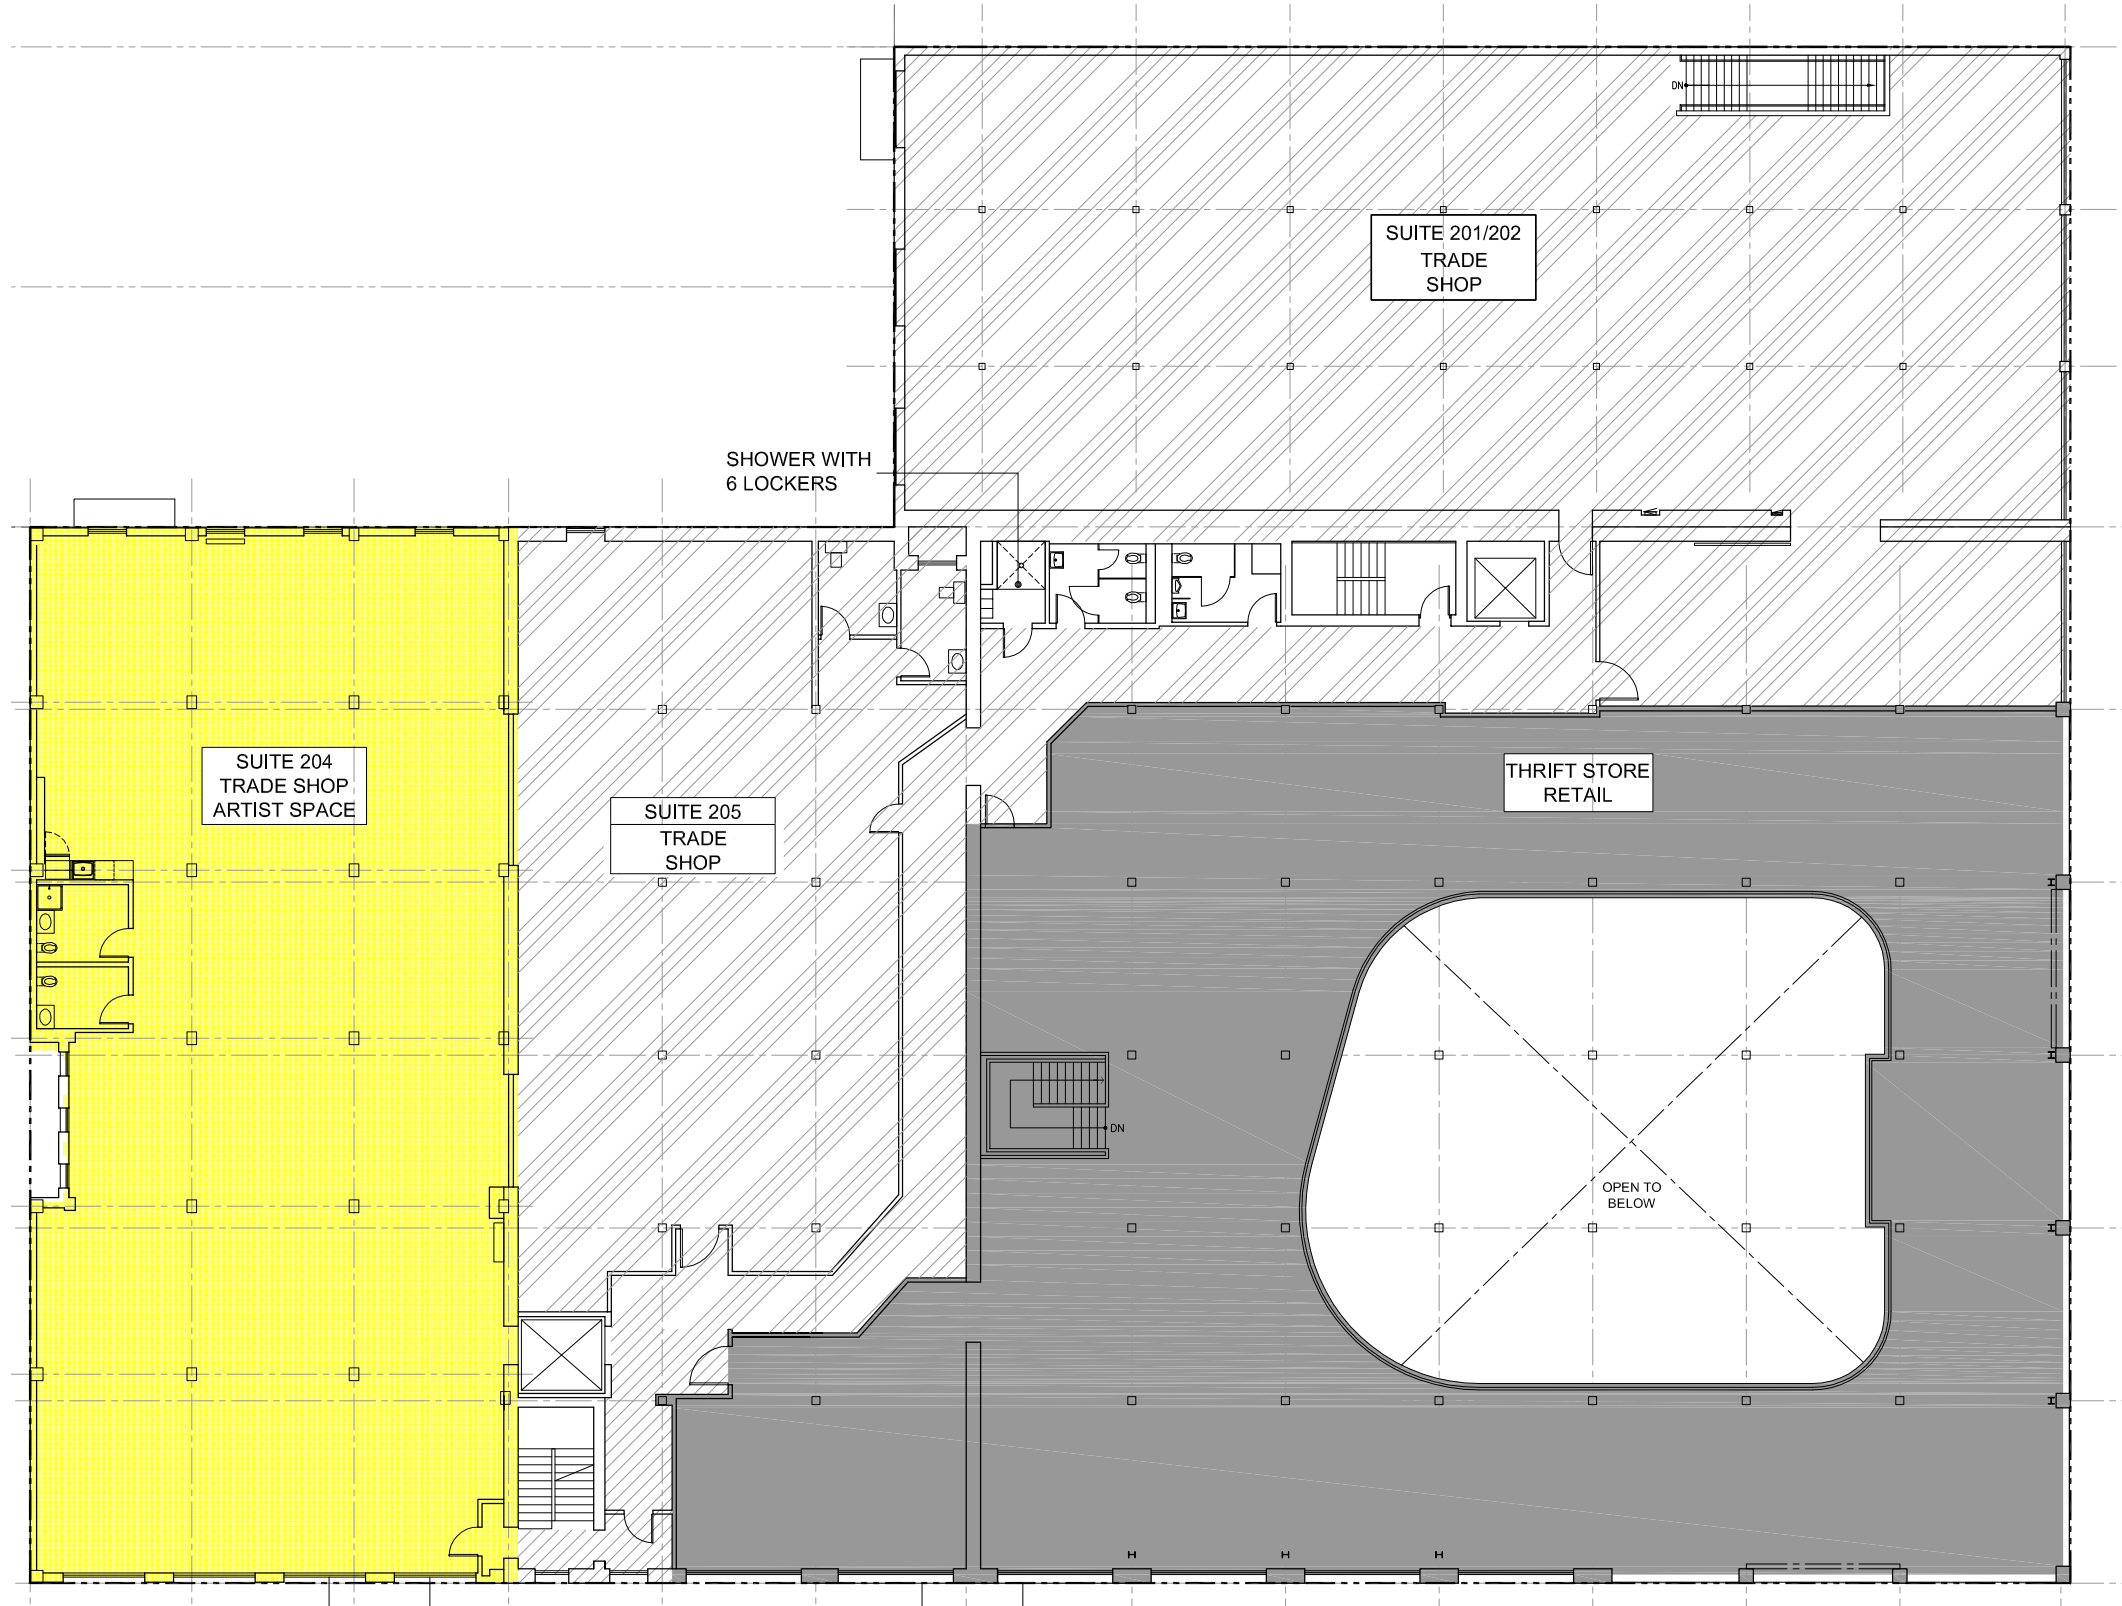 DN
SUITE 201/202
TRADE
SHOP
SHOWER WITH
6 LOCKERS
SUITE 204
TRADE SHOP
ARTIST SPACE
SUITE 205
TRADE
SHOP
THRIFT STORE
RETAIL
DN
OPEN TO
BELOW